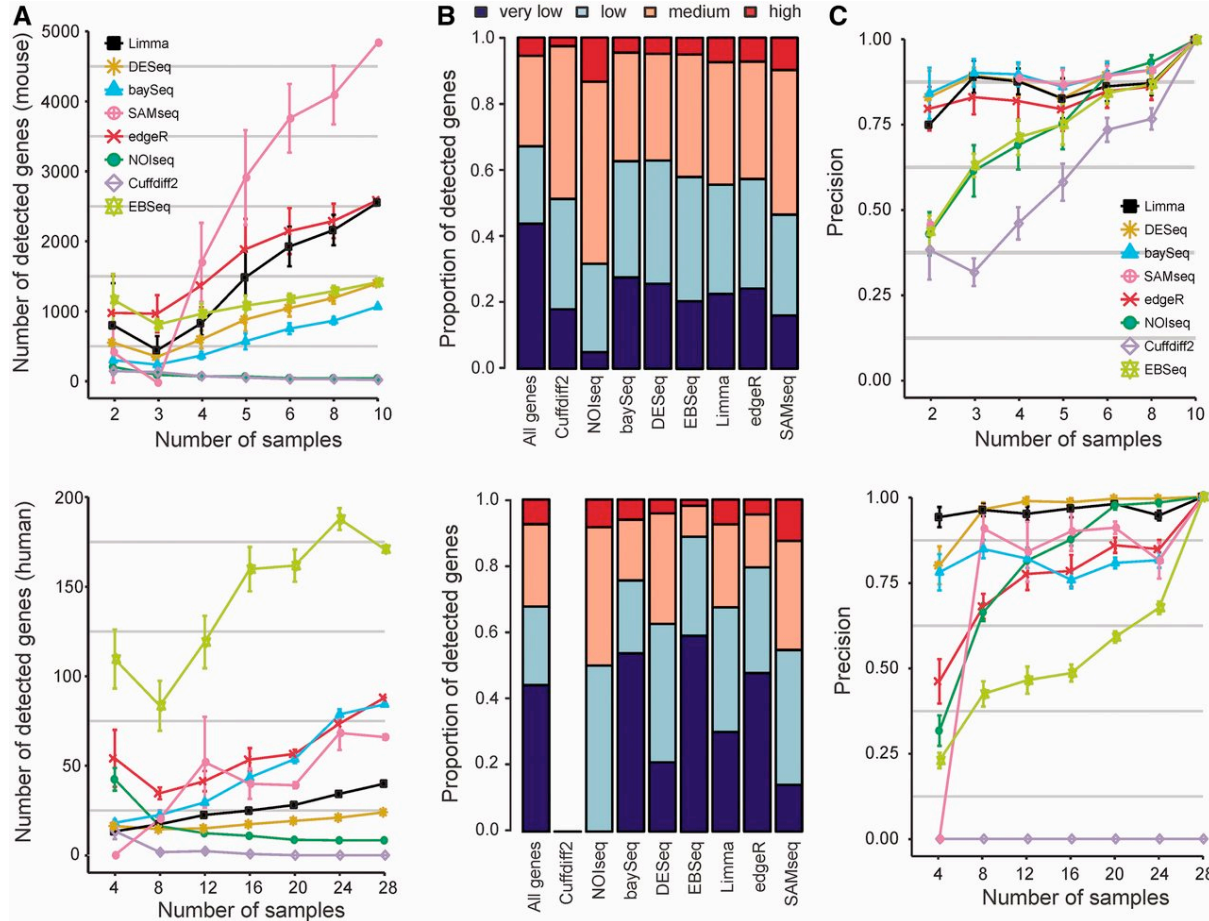 A
Number of detected genes (mouse)
5000
4000
3000
2000
1000
0
Limma
DESeq
baySeq
SAMseq
edgeR
NOIseq
Cuffdiff2
EBSeq
2 3 4 5 6 8 10
Number of samples
B
very low low medium high
Proportion of detected genes
1.0
0.8
0.6
0.4
0.2
0.0
All genes
Cuffdiff2
NOIseq
baySeq
DESeq
EBSeq
Limma
edgeR
SAMseq
C
Precision
1.00
0.75
0.50
0.25
0.00
Limma
DESeq
baySeq
SAMseq
edgeR
NOIseq
Cuffdiff2
EBSeq
2 3 4 5 6 8 10
Number of samples
Number of detected genes (human)
200
150
100
50
0
4 8 12 16 20 24 28
Number of samples
Proportion of detected genes
1.0
0.8
0.6
0.4
0.2
0.0
All genes
Cuffdiff2
NOIseq
baySeq
DESeq
EBSeq
Limma
edgeR
SAMseq
Precision
1.00
0.75
0.50
0.25
0.00
4 8 12 16 20 24 28
Number of samples